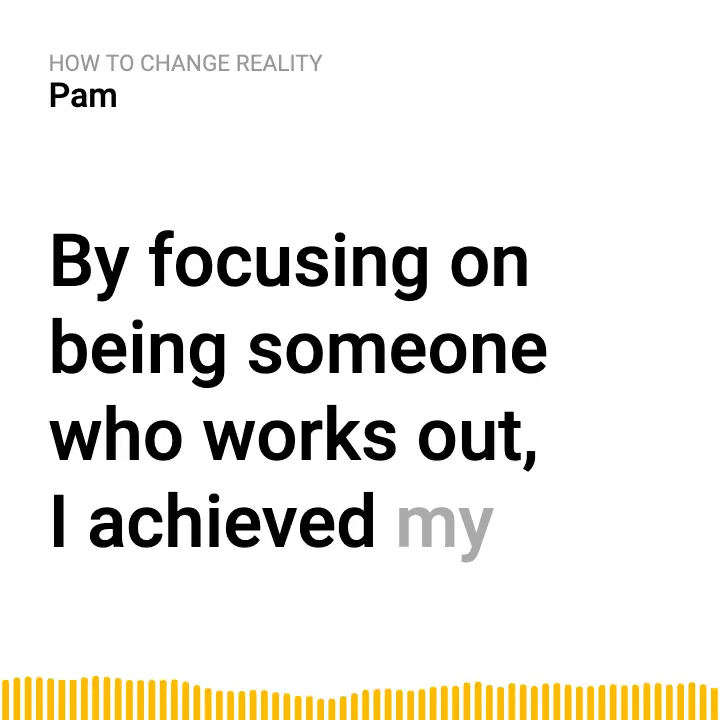 HOW TO CHANGE REALITY
Pam
By focusing on
being someone
who works out,
I achieved my